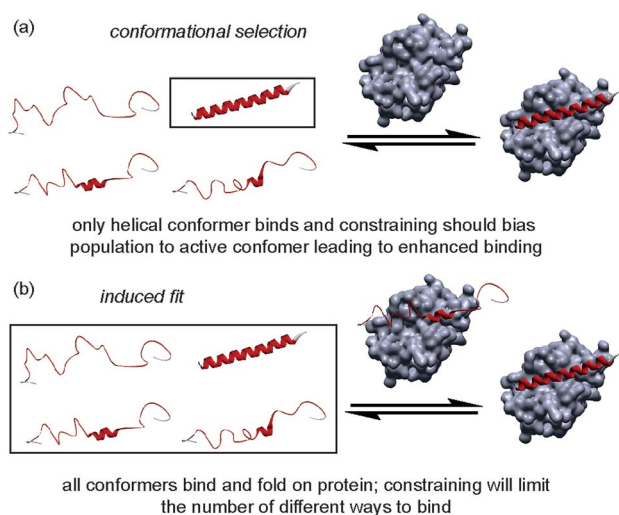 (a)
conformational selection
only helical conformer binds and constraining should bias
population to active confomer leading to enhanced binding
(b)
induced fit
all conformers bind and fold on protein; constraining will limit
the number of different ways to bind